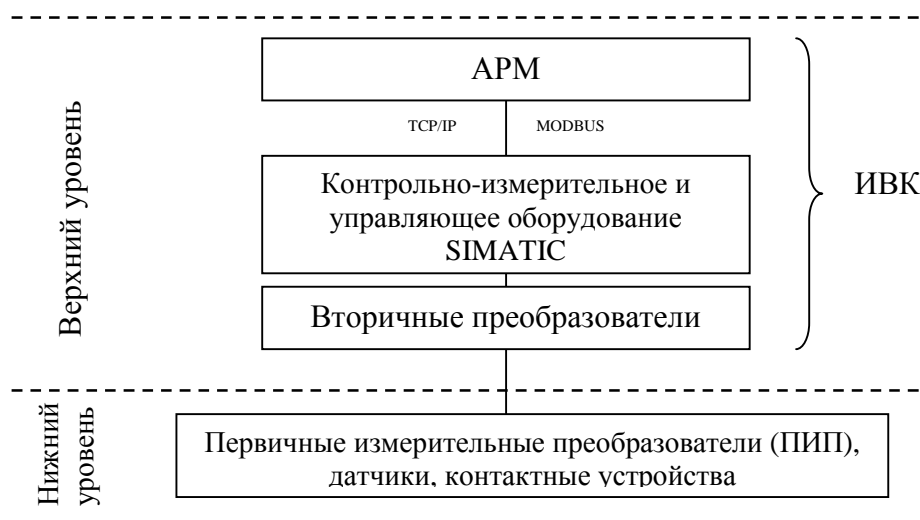 АРМ
TCP/IP
MODBUS
Контрольно-измерительное и
управляющее оборудование
SIMATIC
Вторичные преобразователи
Верхний уровень
ИВК
Первичные измерительные преобразователи (ПИП),
датчики, контактные устройства
Нижний
уровень